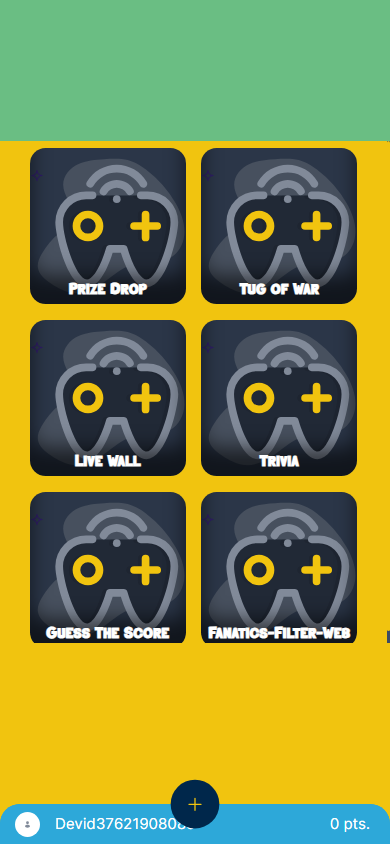 Prize Drop
Tug of War
Live Wall
Trivia
Guess The Score
Fanatics-Filter-Web
Devid3762190808
0 pts.